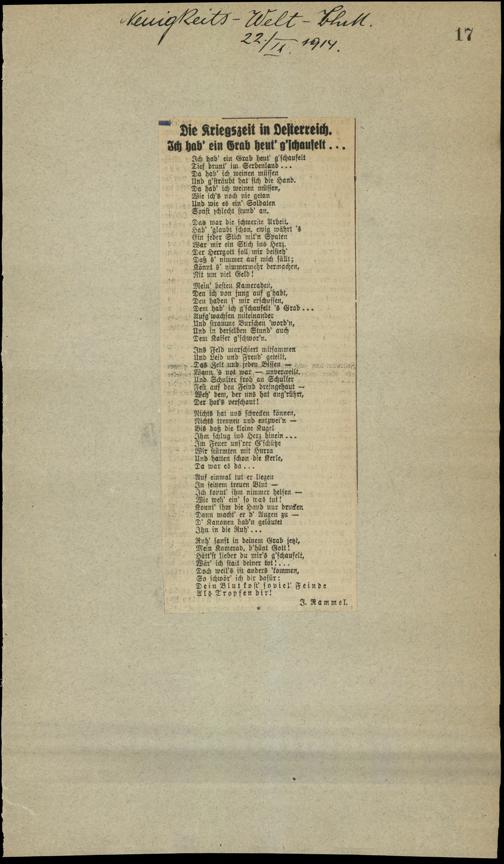 Neuigkeits-Welt-Blatt.
22./IX. 1914.
17
Die Kriegszeit in Oesterreich.
Ich hab' ein Grab heut' g'schaufelt ...
Ich hab' ein Grab heut' g'schaufelt
Tief drunt' im Serbenland ...
Da hab' ich weinen müssen
Und g'sträubt hat sich die Hand.
Da hab' ich weinen müssen,
Wie ich's noch nie getan
Und wie es ein' Soldaten
Sonst schlecht stund' an.
Das war die schwerste Arbeit,
Hab' 'glaubt schon, ewig währt 's
Ein jeder Stich mit'n Spaten
War mir ein Stich ins Herz.
Der Herrgott soll mir beisteh'
Daß s' nimmer auf mich fällt;
Könnt's nimmermehr dermachen,
Mit um viel Geld!
Mein' besten Kameraden,
Den ich von jung auf g'habt,
Den haben s' mir erschossen,
Dem hab' ich g'schaufelt 's Grab ...
Aufg'wachsen miteinander
Und stramme Burschen 'word'n,
Und in derselben Stund' auch
Dem Kaiser g'schwor'n.
Ins Feld marschiert mitsammen
Und Leid und Freud' geteilt,
Das Zelt und jeden Bissen —
Wann 's not war — unverweilt.
Und Schulter froh an Schulter
Fest auf den Feind dreingehaut —
Weh' dem, der uns hat ang'rührt,
Der hat's verschaut!
Nichts hat uns schrecken können,
Nichts trennen und entzwei'n —
Bis daß die kleine Kugel
Ihm schlug ins Herz hinein ...
Im Feuer uns'rer G'schütze
Wir stürmten mit Hurra
Und hatten schon die Kerle,
Da war es da ...
Auf einmal tut er liegen
In seinem treuen Blut —
Ich konnt' ihm nimmer helfen —
Wie weh' ein' so was tut!
Konnt' ihm die Hand nur drucken
Dann macht' er d' Augen zu —
D' Kanonen hab'n geläutet
Ihn in die Ruh' ...
Ruh' sanft in deinem Grab jetzt,
Mein Kamerad, b'hüat Gott!
Hätt'st lieber du mir's g'schaufelt,
Wär' ich statt deiner tot! ...
Doch weil's ist anders 'kommen,
So schwör' ich dir dafür:
Dein Blut kost' soviel' Feinde
Als Tropfen dir!
J. Rammel.